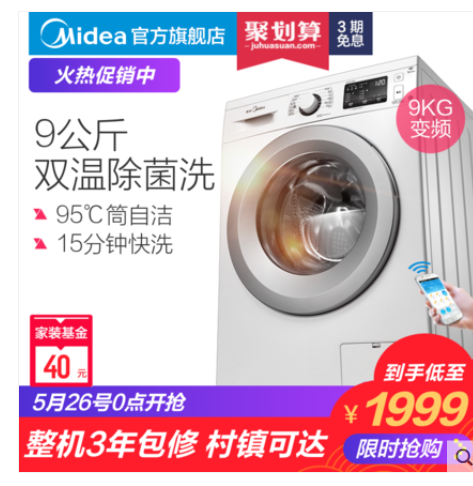 Midea 官方旗舰店
聚划算
juhuasuan.com
3期
免息
火热促销中
9KG
变频
9公斤
双温除菌洗
95℃筒自洁
15分钟快洗
家装基金
40元
到手低至
¥1999
5月26号0点开抢
整机3年包修 村镇可达
限时抢购